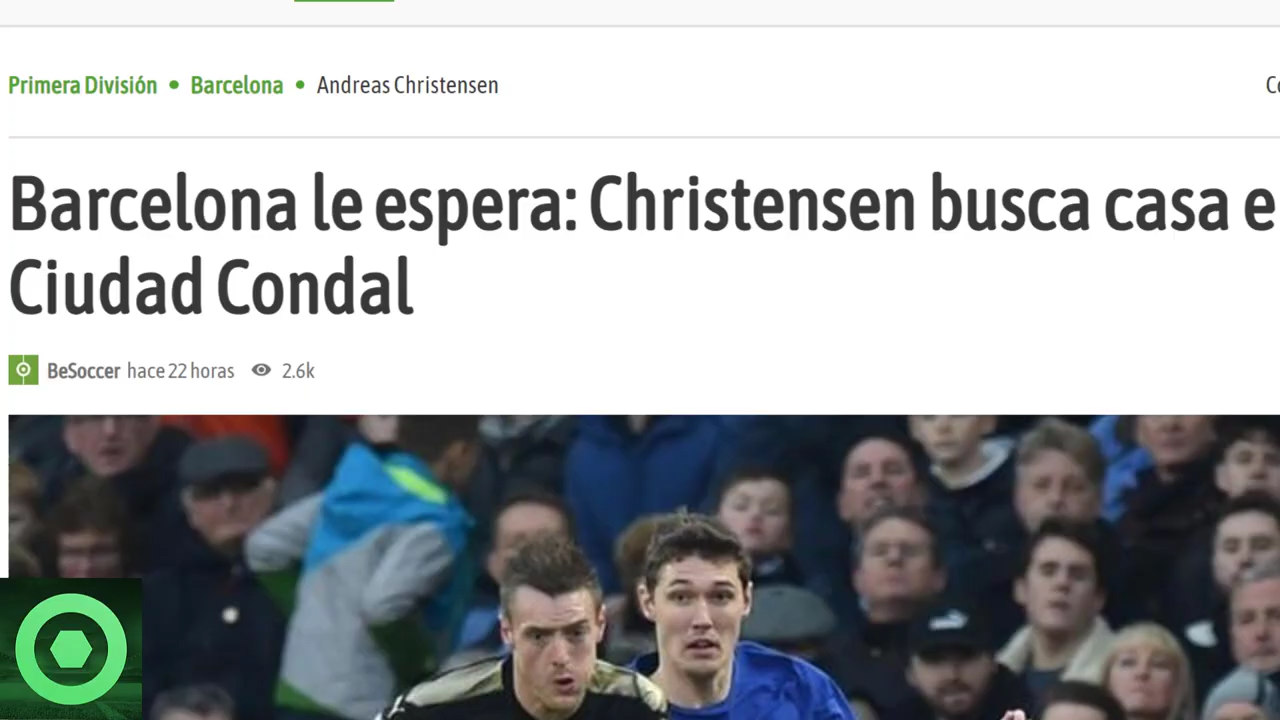 Primera División • Barcelona • Andreas Christensen
Barcelona le espera: Christensen busca casa e
Ciudad Condal
BeSoccer hace 22 horas 2.6k